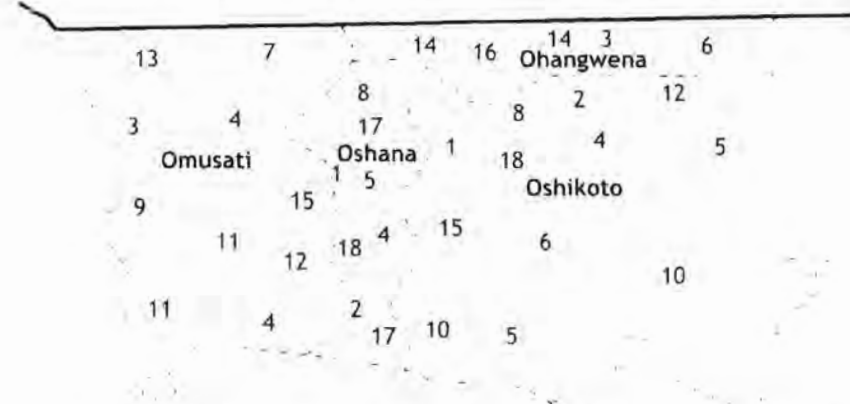 14 3
13 7 14 16 6
Ohangwena
8 2 12
8
3 4 17
4 5
Omusati Oshana 1 18
1 5 Oshikoto
9 15
11 18 4 15 6
12 10
11 4 2
17 10 5